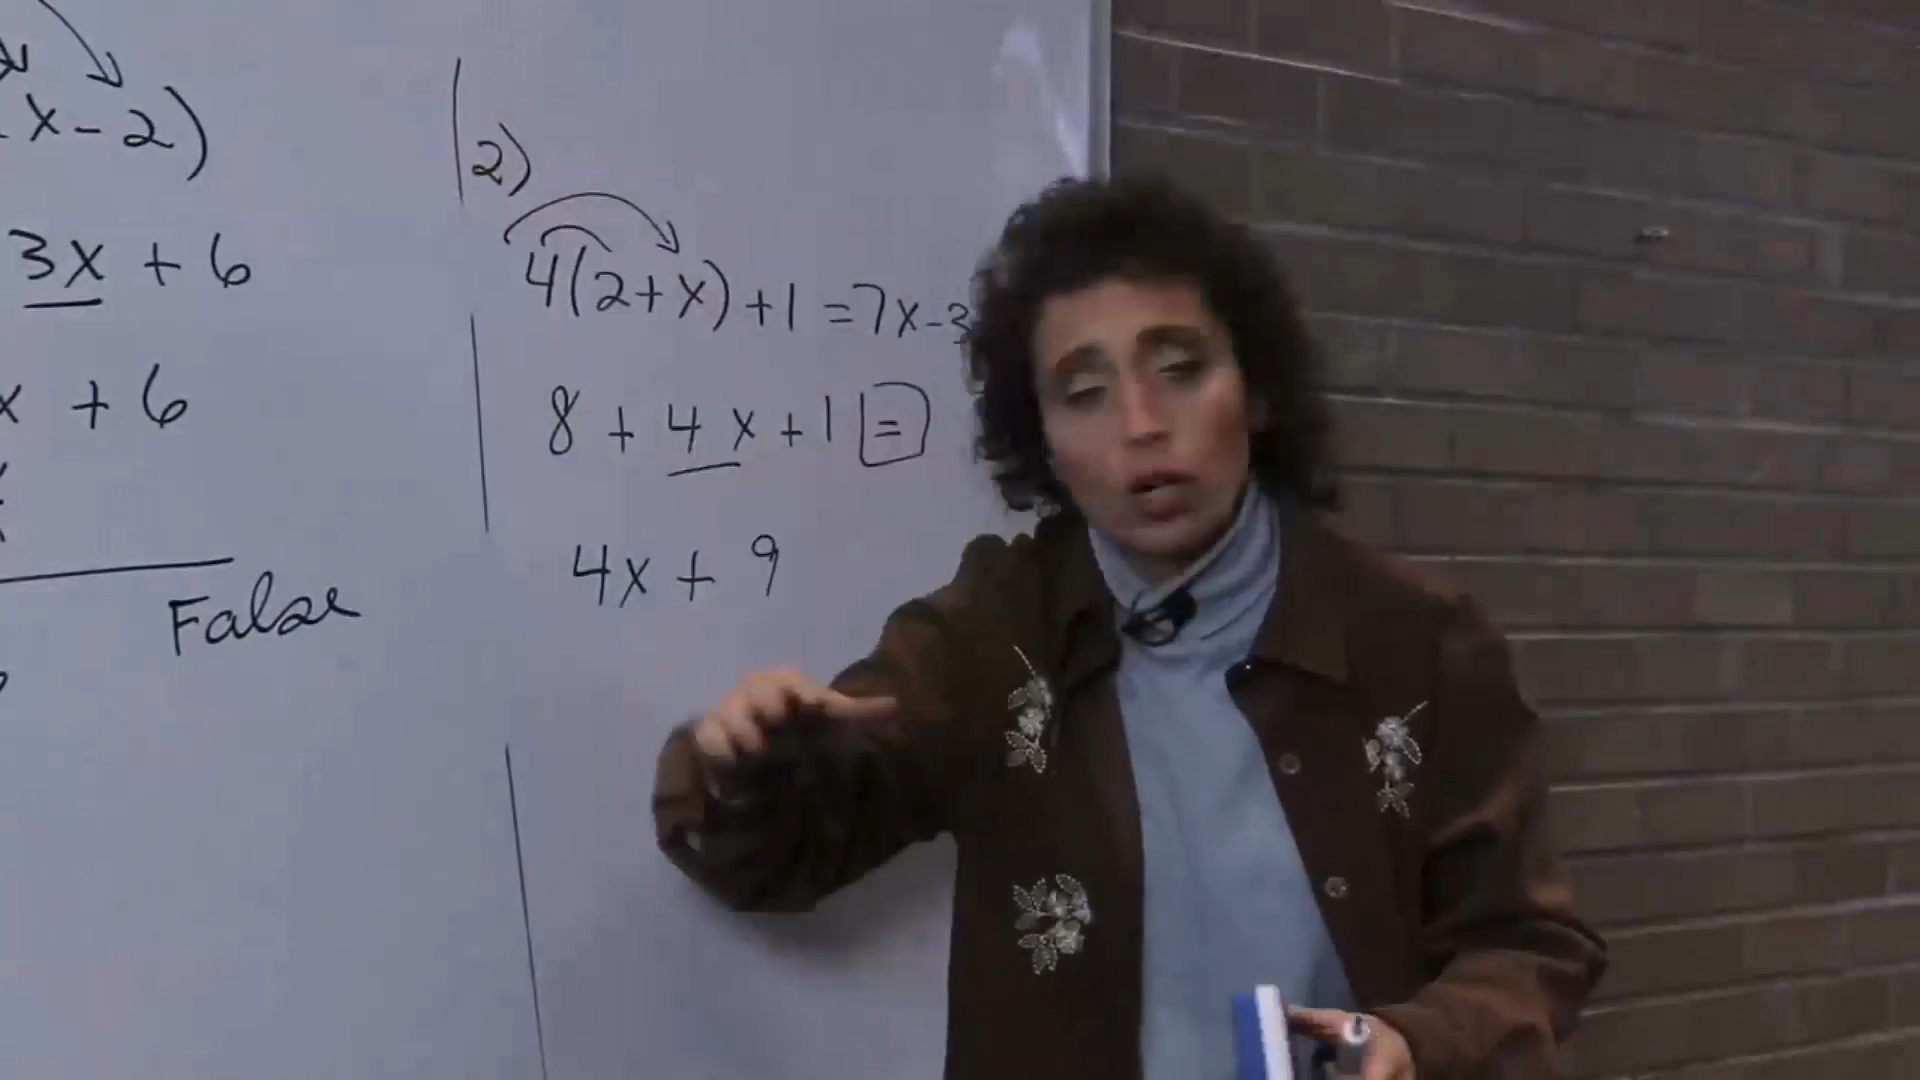 x - 2)
3x + 6
x + 6
False
2)
4(2+x) +1 =7x-3
8 + 4x +1 =
4x + 9